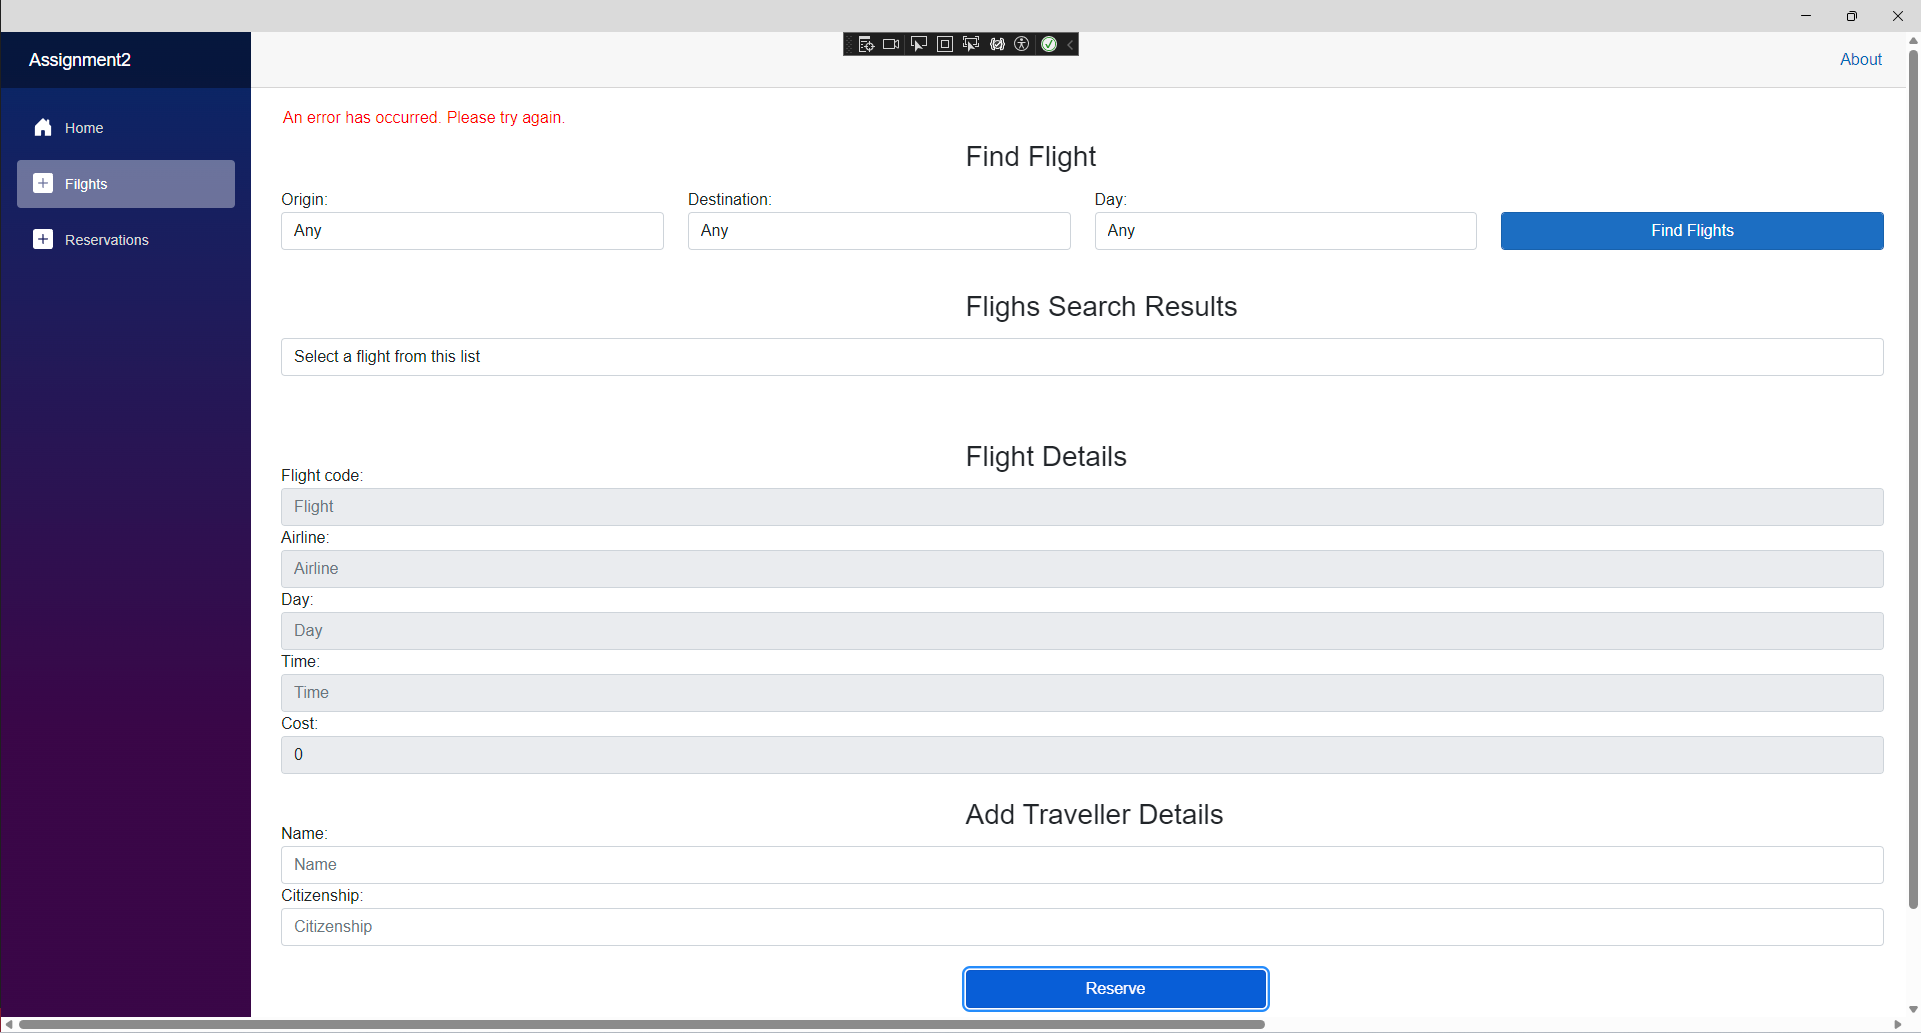 Assignment2
About
Home
Filghts
Reservations
An error has occurred. Please try again.
Find Flight
Origin:
Destination:
Day:
Any
Any
Any
Find Flights
Flighs Search Results
Select a flight from this list
Flight Details
Flight code:
Flight
Airline:
Airline
Day:
Day
Time:
Time
Cost:
0
Add Traveller Details
Name:
Name
Citizenship:
Citizenship
Reserve